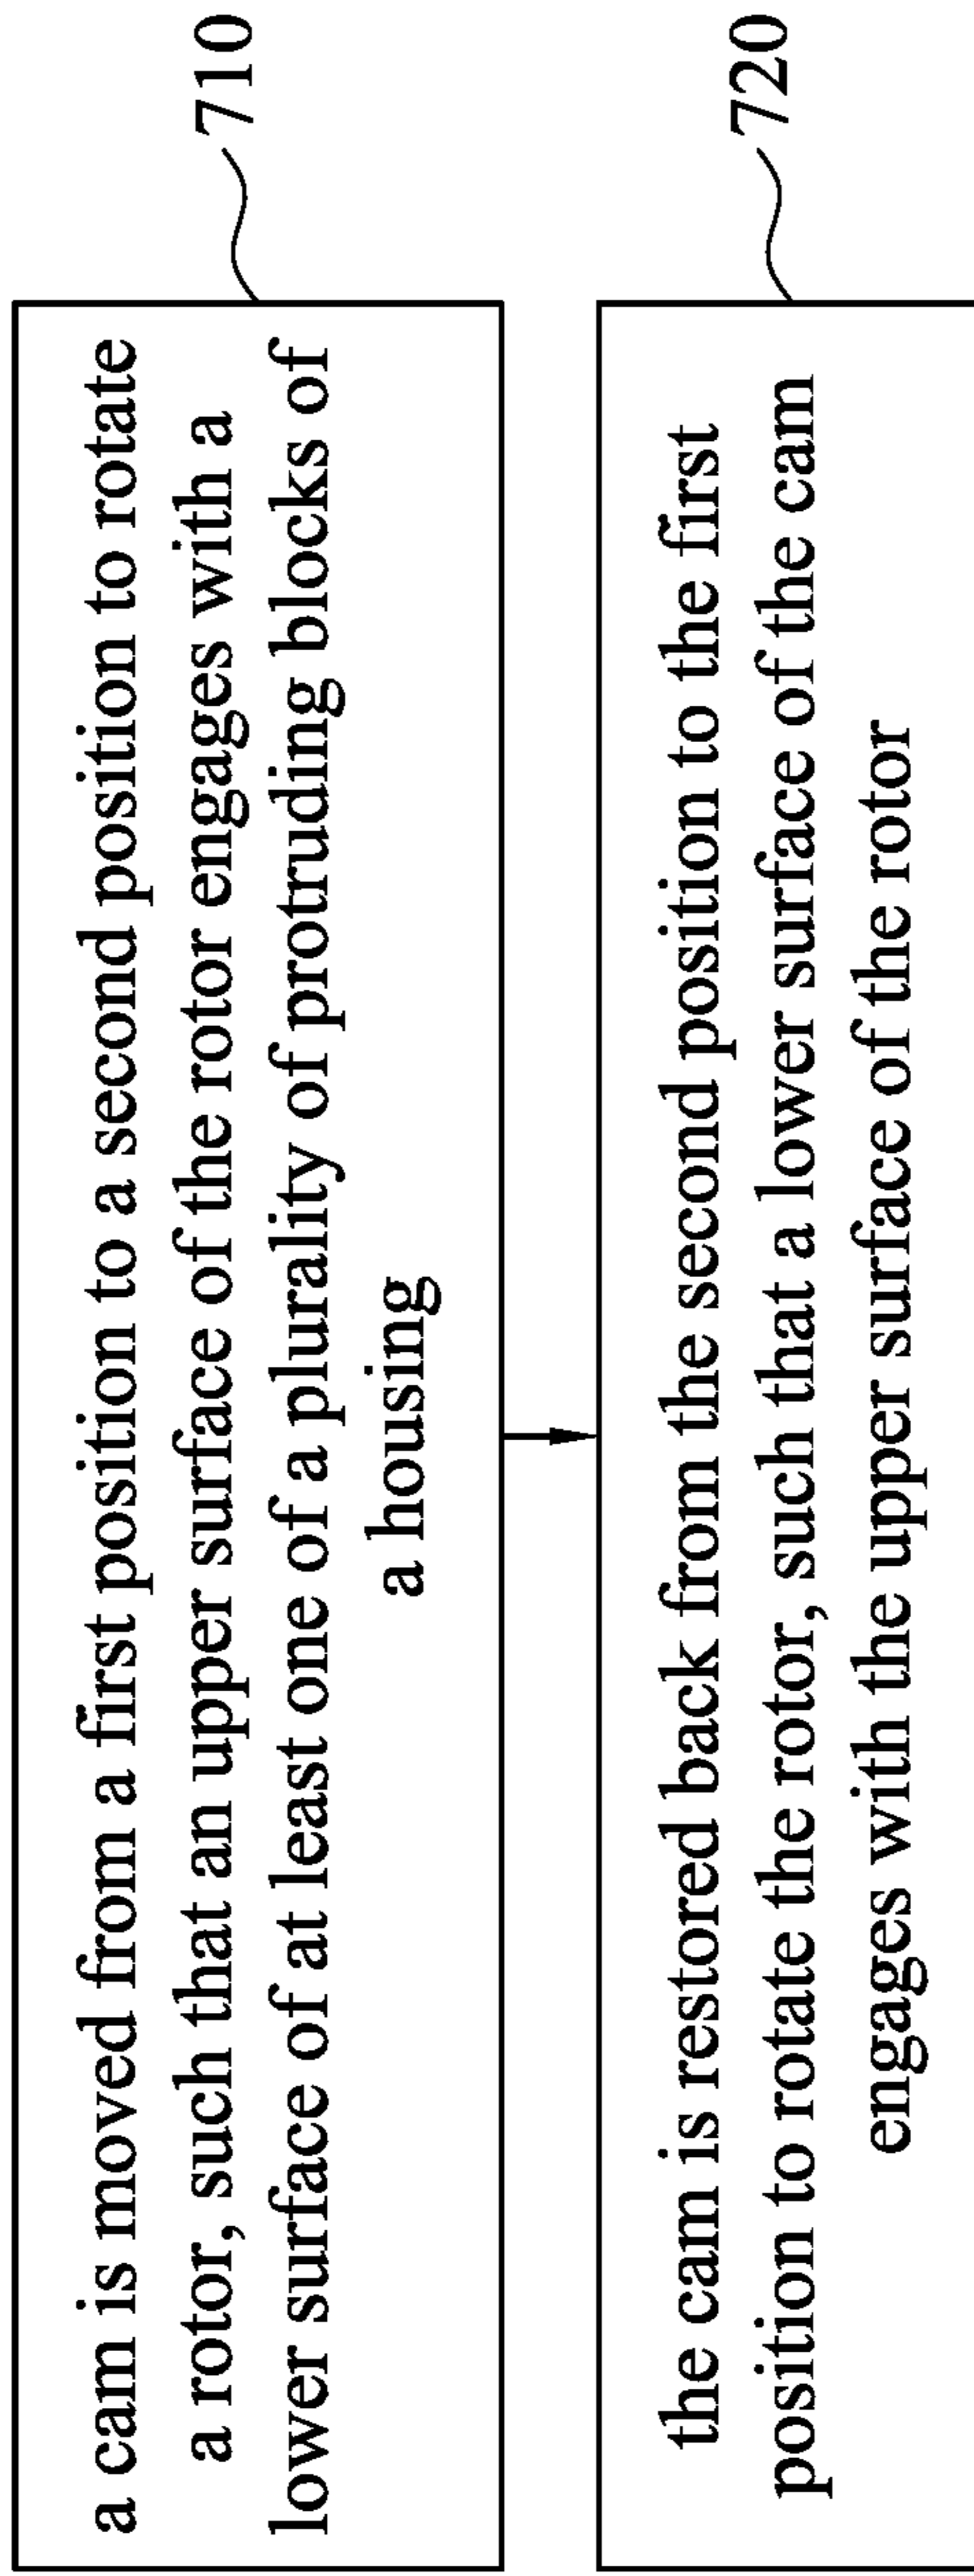 a cam is moved from a first position to a second position to rotate
a rotor, such that an upper surface of the rotor engages with a
lower surface of at least one of a plurality of protruding blocks of
a housing
710
the cam is restored back from the second position to the first
position to rotate the rotor, such that a lower surface of the cam
engages with the upper surface of the rotor
720